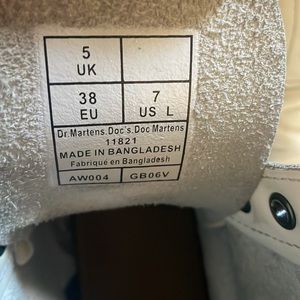 5
UK
38 7
EU US L
Dr.Martens.Doc's.Doc Martens
11821
MADE IN BANGLADESH
Fabriqué en Bangladesh
AW004 GB06V